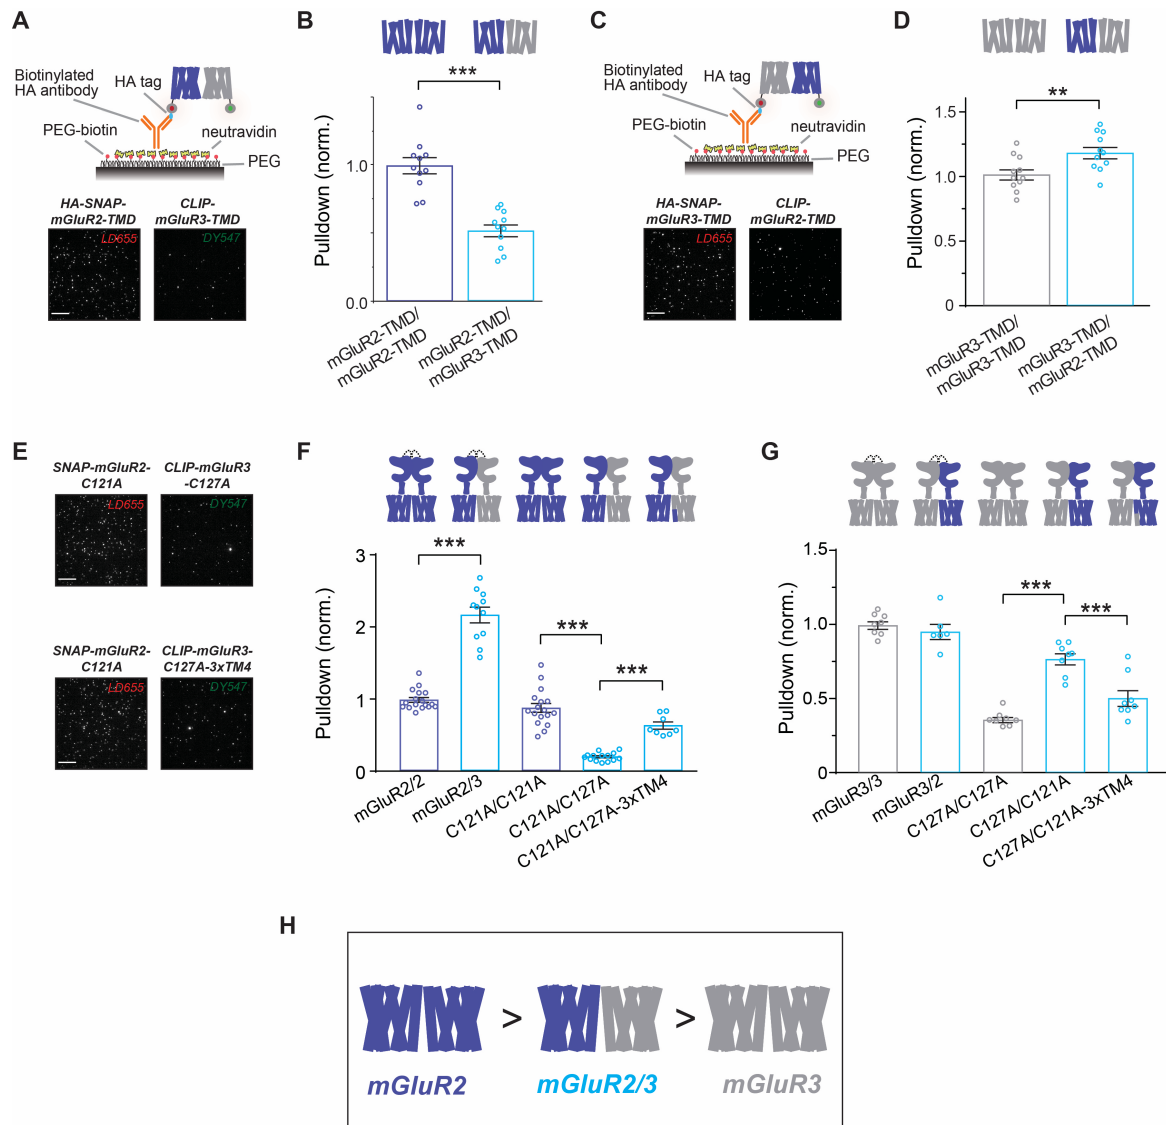 A
Biotinylated
HA antibody
HA tag
PEG-biotin
neutravidin
PEG
HA-SNAP-
mGluR2-TMD
CLIP-
mGluR3-TMD
LD655
DY547
B
***
Pulldown (norm.)
1.0
0.0
mGluR2-TMD/
mGluR2-TMD
mGluR2-TMD/
mGluR3-TMD
C
Biotinylated
HA antibody
HA tag
PEG-biotin
neutravidin
PEG
HA-SNAP-
mGluR3-TMD
CLIP-
mGluR2-TMD
LD655
D
**
Pulldown (norm.)
1.5
1.0
0.5
0
mGluR3-TMD/
mGluR3-TMD
mGluR3-TMD/
mGluR2-TMD
E
SNAP-mGluR2-
C121A
CLIP-mGluR3
-C127A
LD655
DY547
SNAP-mGluR2-
C121A
CLIP-mGluR3-
C127A-3xTM4
LD655
DY547
F
***
***
***
Pulldown (norm.)
3
2
1
0
mGluR2/2
mGluR2/3
C121A/C121A
C121A/C127A
C121A/C127A-3xTM4
G
***
***
Pulldown (norm.)
1.5
1.0
0.5
0
mGluR3/3
mGluR3/2
C127A/C127A
C127A/C121A
C127A/C121A-3xTM4
H
> >
mGluR2
mGluR2/3
mGluR3